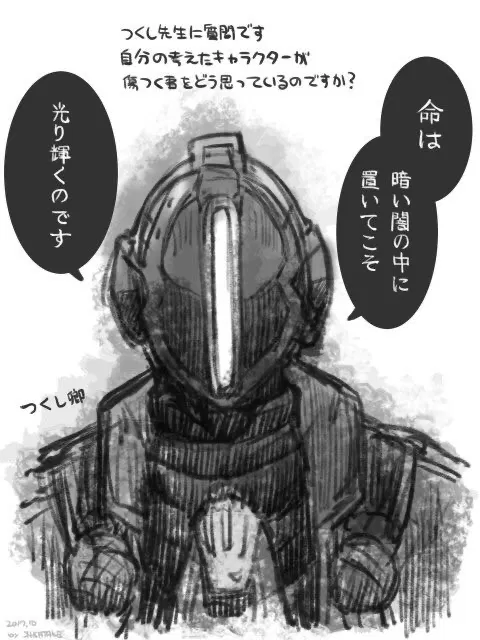 つくし先生に質問です
自分の考えたキャラクターが
傷つく事をどう思っているのですか?
命は
暗い闇の中に
置いてこそ
光り輝くのです
つくし卿
2017.10
by